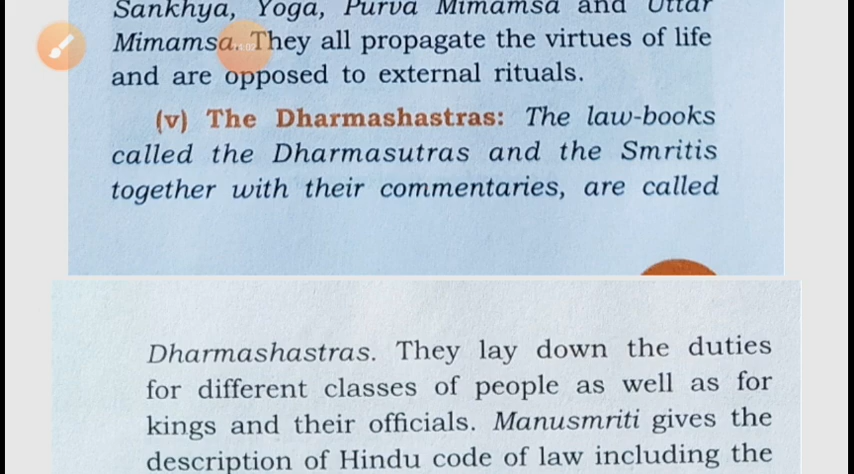 Sankhya, Yoga, Purva Mimamsa and Uttar
Mimamsa. They all propagate the virtues of life
and are opposed to external rituals.
(v) The Dharmashastras: The law-books
called the Dharmasutras and the Smritis
together with their commentaries, are called
Dharmashastras. They lay down the duties
for different classes of people as well as for
kings and their officials. Manusmriti gives the
description of Hindu code of law including the